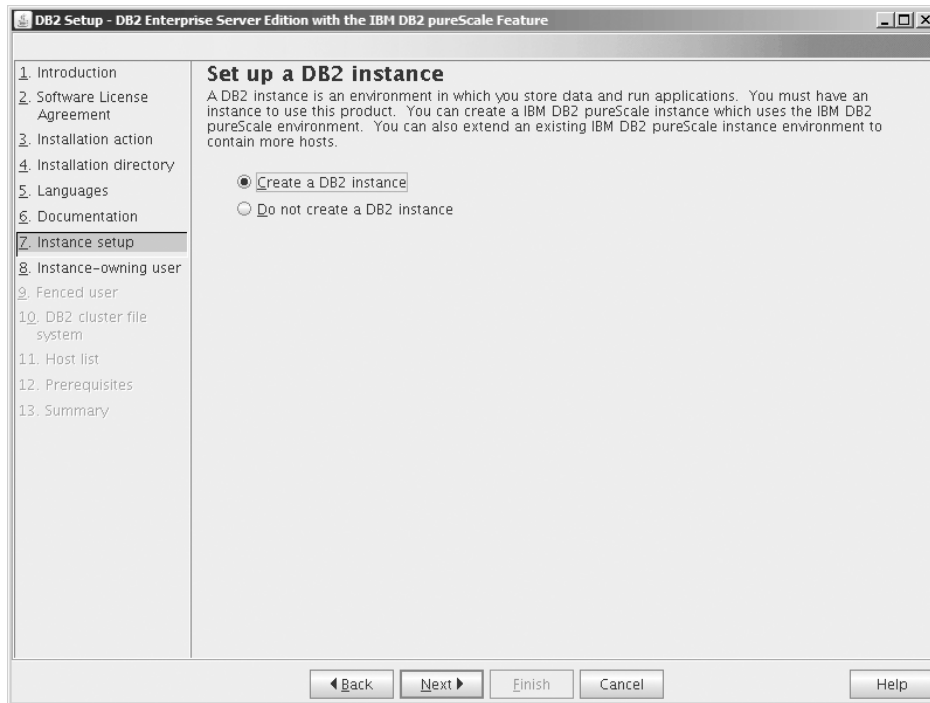 DB2 Setup - DB2 Enterprise Server Edition with the IBM DB2 pureScale Feature
1. Introduction
2. Software License
Agreement
3. Installation action
4. Installation directory
5. Languages
6. Documentation
7. Instance setup
8. Instance-owning user
9. Fenced user
10. DB2 cluster file
system
11. Host list
12. Prerequisites
13. Summary
Set up a DB2 instance
A DB2 instance is an environment in which you store data and run applications. You must have an
instance to use this product. You can create a IBM DB2 pureScale instance which uses the IBM DB2
pureScale environment. You can also extend an existing IBM DB2 pureScale instance environment to
contain more hosts.
Create a DB2 instance
Do not create a DB2 instance
Back
Next
Finish
Cancel
Help